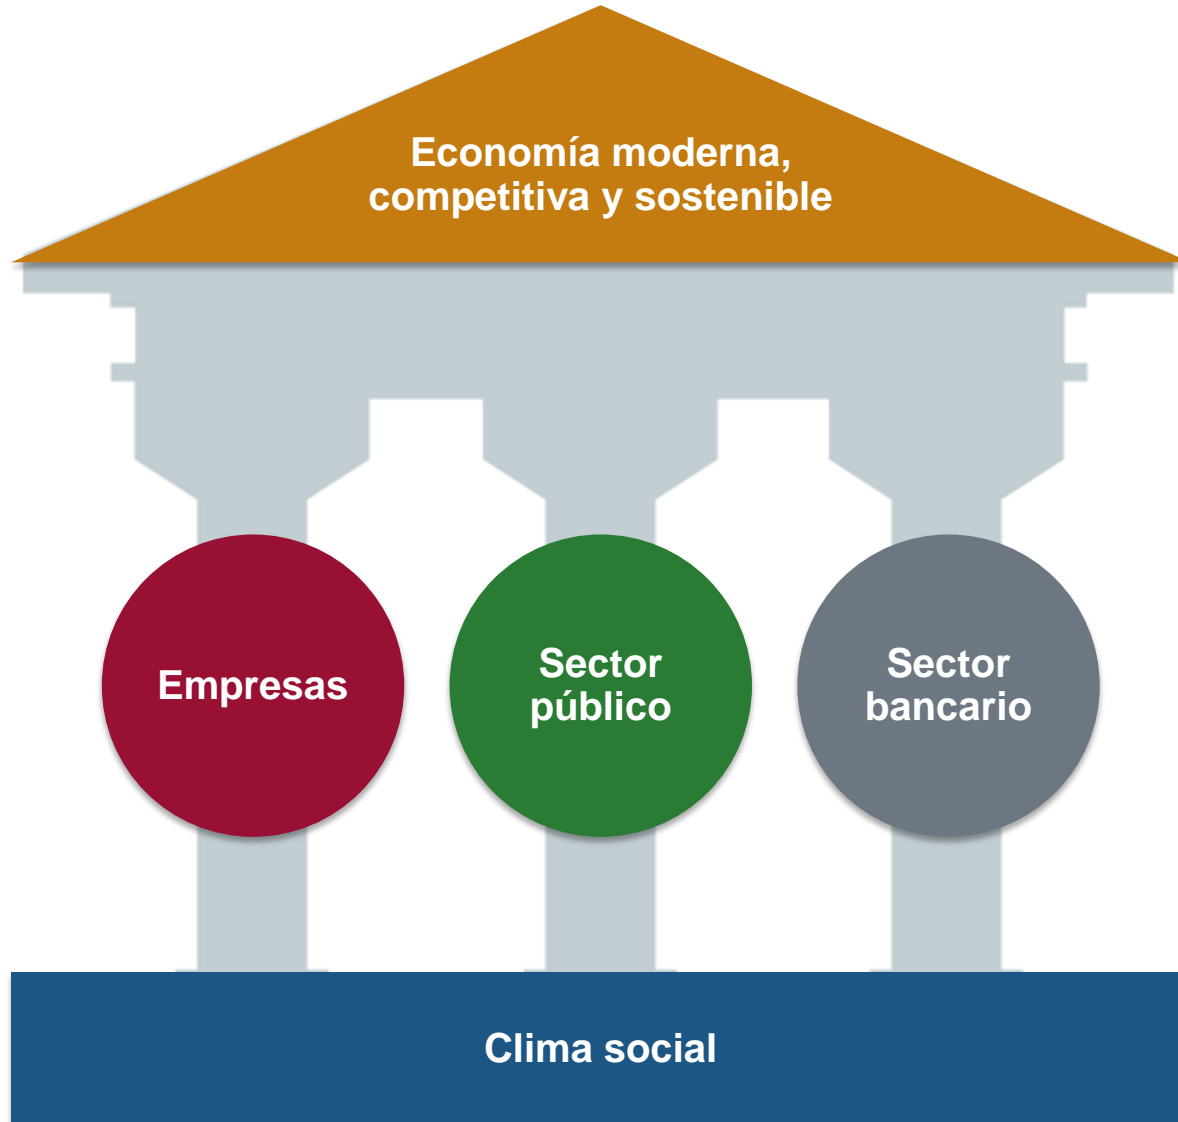 Economía moderna,
competitiva y sostenible
Empresas
Sector
público
Sector
bancario
Clima social